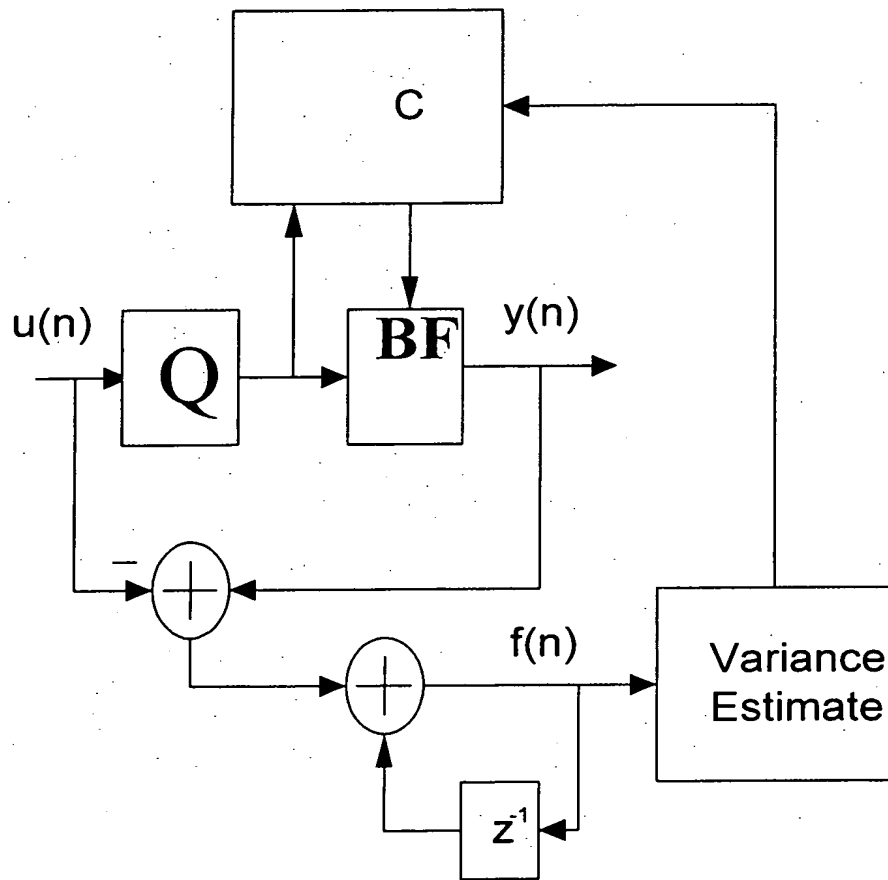 C
u(n)
Q
BF
y(n)
−
+
+
f(n)
z⁻¹
Variance
Estimate